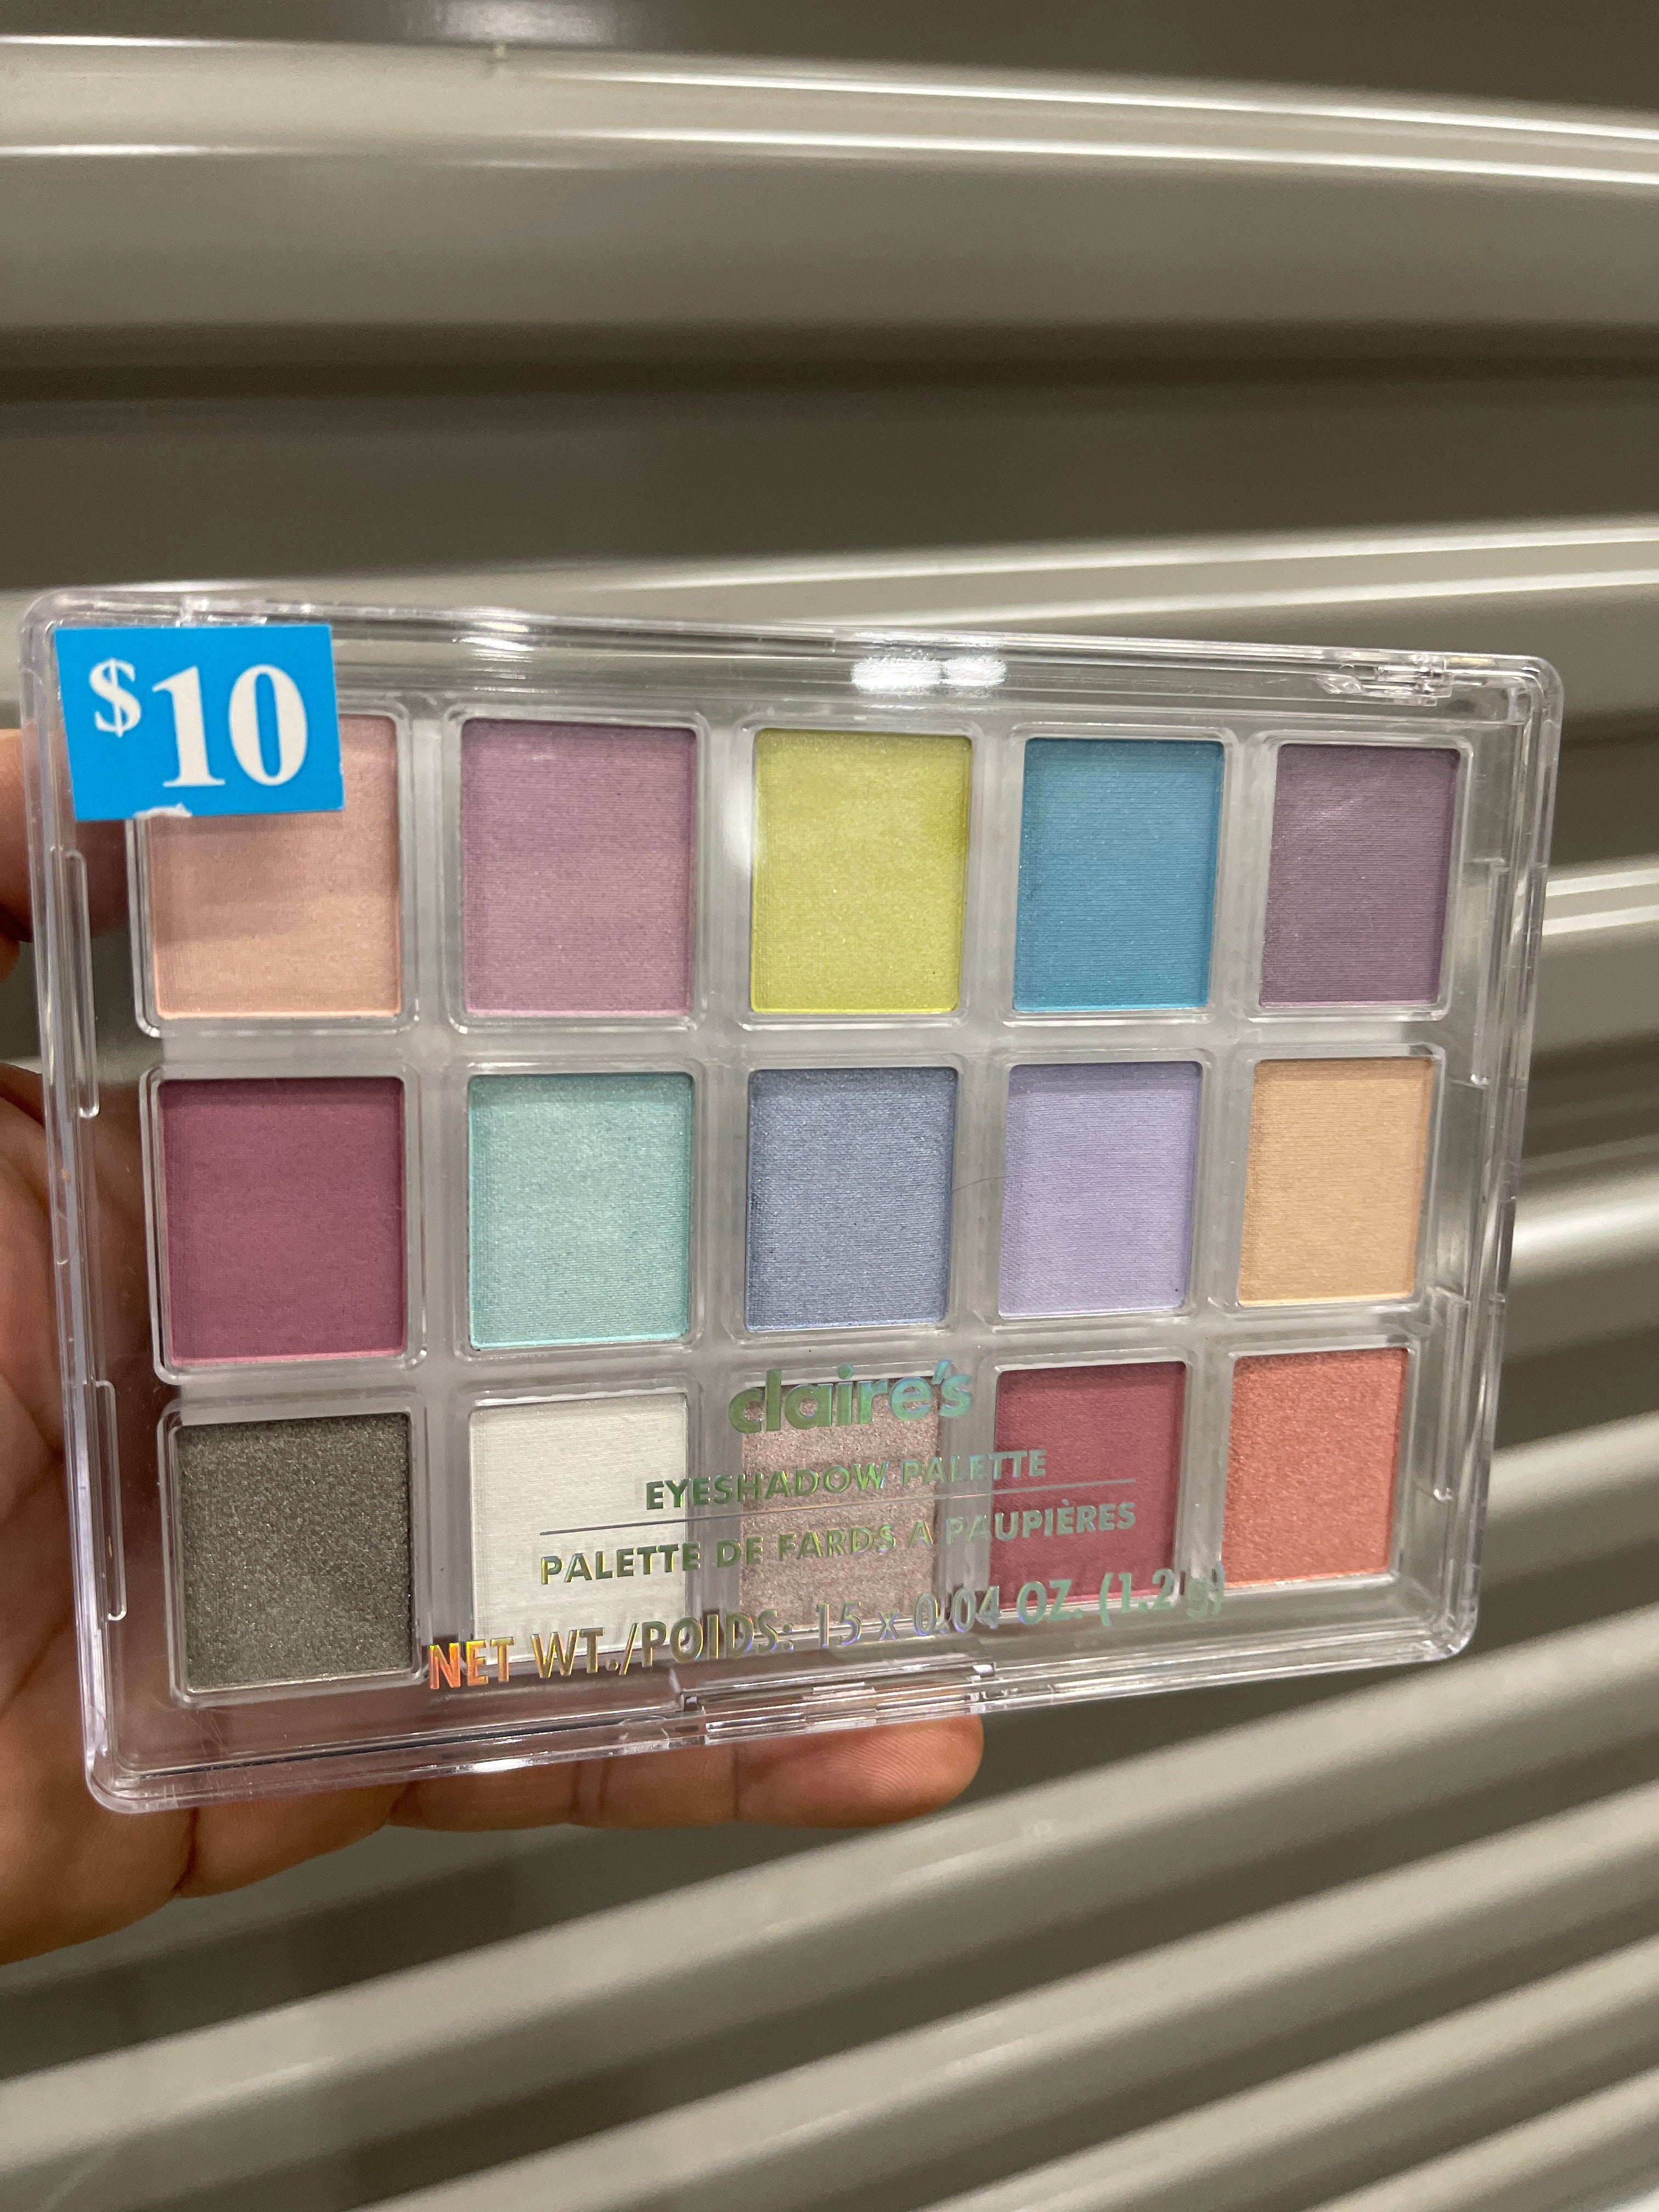 $10
claire's
EYESHADOW PALETTE
PALETTE DE FARDS A PAUPIÈRES
NET WT./POIDS: 15 x 0.04 OZ. (1.2 g)